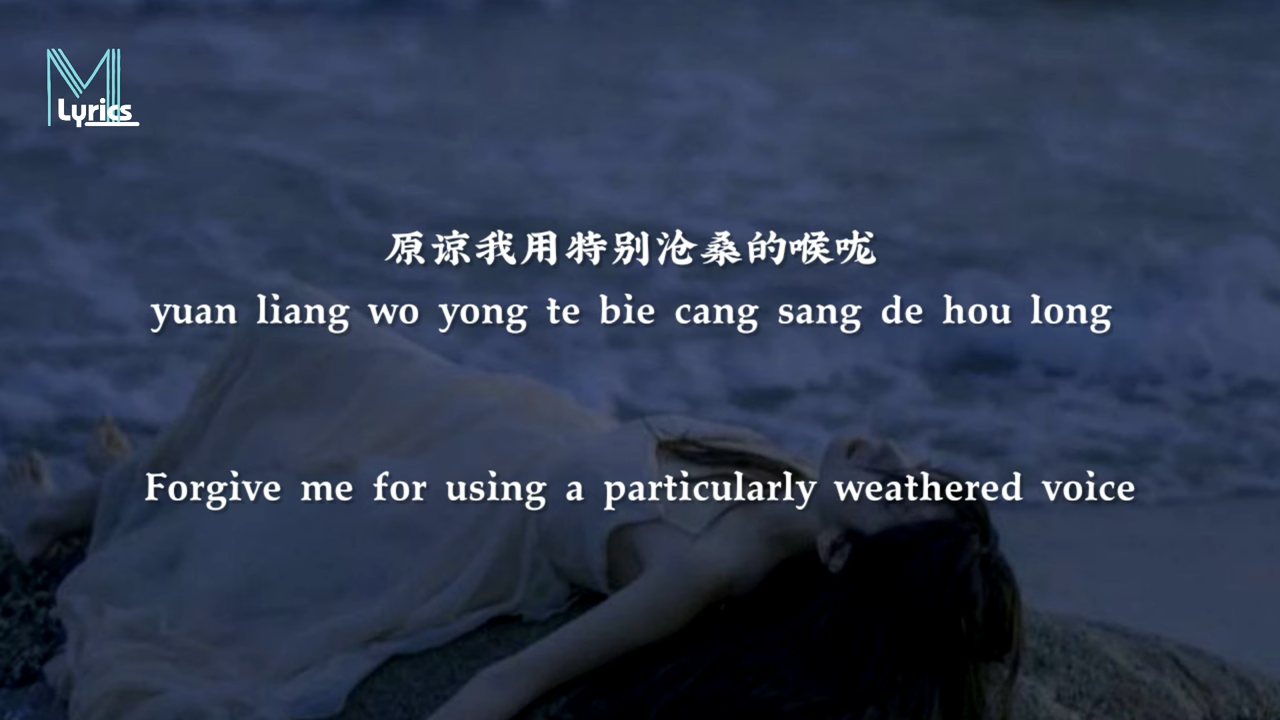 M
Lyrics
原谅我用特别沧桑的喉咙
yuan liang wo yong te bie cang sang de hou long
Forgive me for using a particularly weathered voice